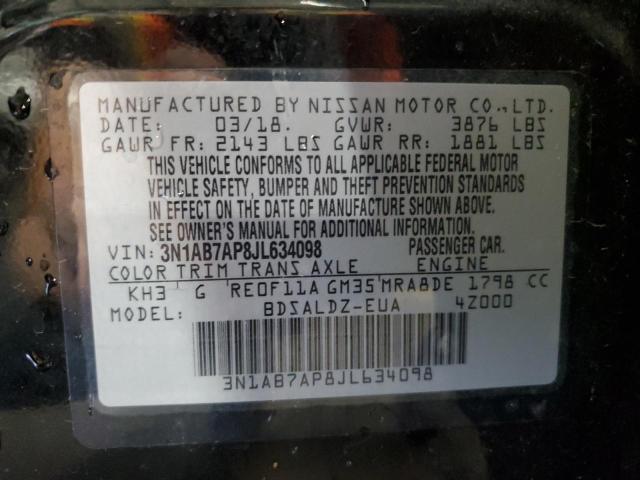 MANUFACTURED BY NISSAN MOTOR CO.,LTD.
DATE: 03/18. GVWR: 3876 LBS
GAWR FR: 2143 LBS GAWR RR: 1881 LBS
THIS VEHICLE CONFORMS TO ALL APPLICABLE FEDERAL MOTOR
VEHICLE SAFETY, BUMPER AND THEFT PREVENTION STANDARDS
IN EFFECT ON THE DATE OF MANUFACTURE SHOWN ABOVE.
SEE OWNER'S MANUAL FOR ADDITIONAL INFORMATION.
VIN: 3N1AB7AP8JL634098 PASSENGER CAR.
COLOR TRIM TRANS AXLE ENGINE
KH3 G RE0F11A GM35 MRA8DE 1798 CC
MODEL: BDSALDZ-EUA 4Z000
3N1AB7AP8JL634098